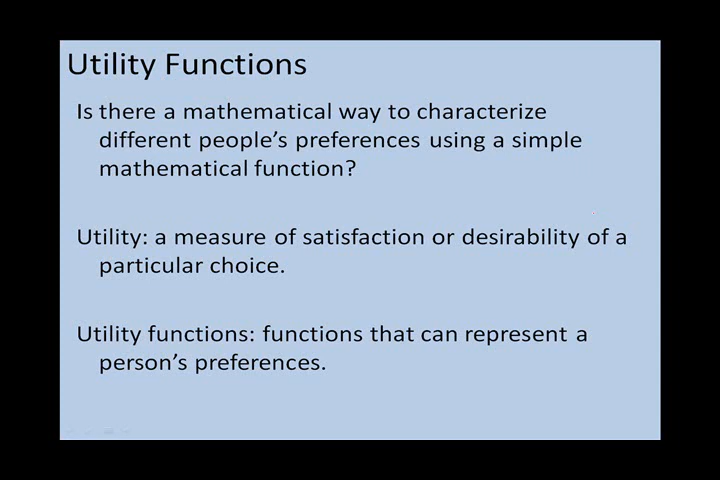 Utility Functions
Is there a mathematical way to characterize
different people's preferences using a simple
mathematical function?
Utility: a measure of satisfaction or desirability of a
particular choice.
Utility functions: functions that can represent a
person's preferences.